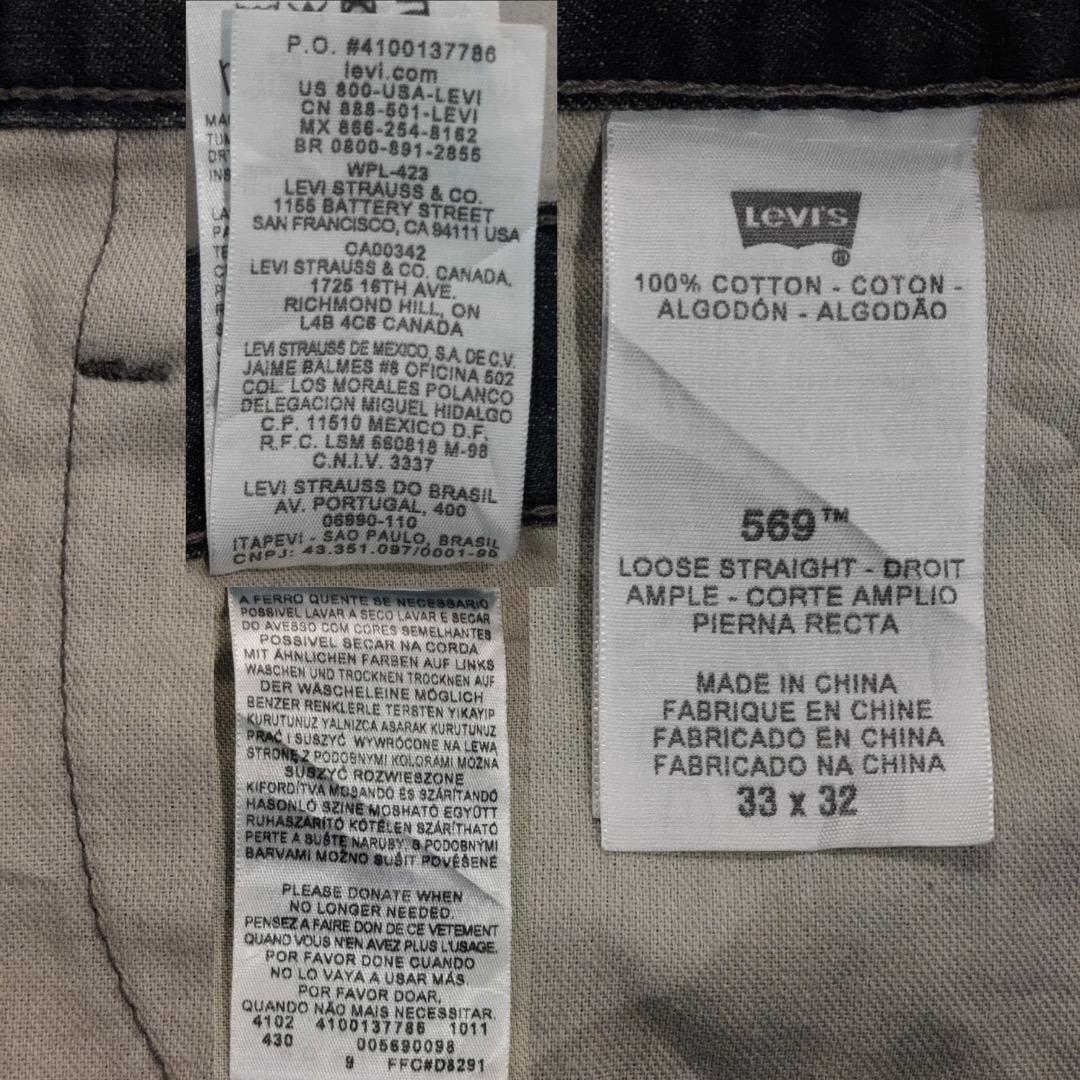 P.O. #4100137786
levi.com
US 800-USA-LEVI
CN 888-501-LEVI
MX 866-254-8162
BR 0800-891-2855
WPL-423
LEVI STRAUSS & CO.
1155 BATTERY STREET
SAN FRANCISCO, CA 94111 USA
CA00342
LEVI STRAUSS & CO. CANADA,
1725 16TH AVE.
RICHMOND HILL, ON
L4B 4C6 CANADA
LEVI STRAUSS DE MEXICO, S.A. DE C.V.
JAIME BALMES #8 OFICINA 502
COL. LOS MORALES POLANCO
DELEGACION MIGUEL HIDALGO
C.P. 11510 MEXICO D.F.
R.F.C. LSM 660818 M-98
C.N.I.V. 3337
LEVI STRAUSS DO BRASIL
AV. PORTUGAL, 400
06690-110
ITAPEVI - SAO PAULO, BRASIL
CNPJ: 43.351.097/0001-99
A FERRO QUENTE SE NECESSARIO
POSSIVEL LAVAR A SECO LAVAR E SECAR
DO AVESSO COM CORES SEMELHANTES
POSSIVEL SECAR NA CORDA
MIT ÄHNLICHEN FARBEN AUF LINKS
WASCHEN UND TROCKNEN TROCKNEN AUF
DER WÄSCHELEINE MÖGLICH
BENZER RENKLERLE TERSTEN YIKAYIP
KURUTUNUZ YALNIZCA ASARAK KURUTUNUZ
PRAĆ I SUSZYĆ WYWRÓCONE NA LEWA
STRONĘ Z PODOBNYMI KOLORAMI MOŻNA
SUSZYĆ ROZWIESZONE
KIFORDÍTVA MOSANDÓ ÉS SZÁRÍTANDÓ
HASONLÓ SZINE MOSHATÓ EGYÜTT
RUHASZÁRÍTÓ KÖTÉLEN SZÁRÍTHATÓ
PERTE A SUŠTE NARUBY, S PODOBNÝMI
BARVAMI MOŽNO SUŠIT POVĚŠENÉ
PLEASE DONATE WHEN
NO LONGER NEEDED.
PENSEZ A FAIRE DON DE CE VETEMENT
QUAND VOUS N'EN AVEZ PLUS L'USAGE.
POR FAVOR DONE CUANDO
NO LO VAYA A USAR MÁS.
POR FAVOR DOAR,
QUANDO NÃO MAIS NECESSITAR.
4102 4100137786 1011
430 005690098
9 FFC#D8291
LEVI'S
®
100% COTTON - COTON -
ALGODÓN - ALGODÃO
569™
LOOSE STRAIGHT - DROIT
AMPLE - CORTE AMPLIO
PIERNA RECTA
MADE IN CHINA
FABRIQUE EN CHINE
FABRICADO EN CHINA
FABRICADO NA CHINA
33 x 32